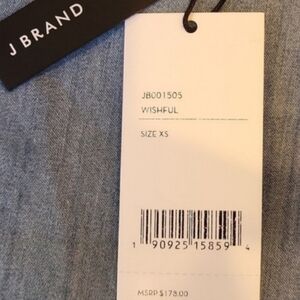 J BRAND
JB001505
WISHFUL
SIZE XS
1 90925 15859 4
MSRP $178.00